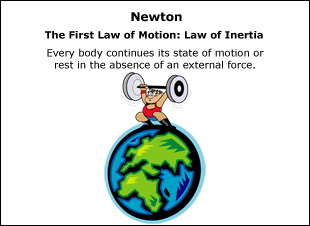 Newton
The First Law of Motion: Law of Inertia
Every body continues its state of motion or
rest in the absence of an external force.